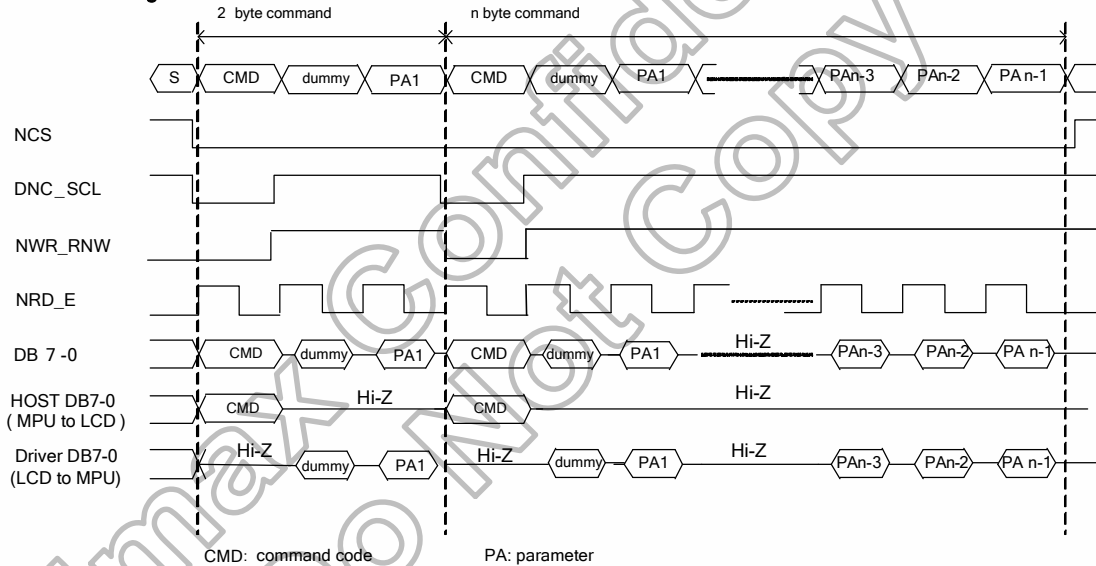 2 byte command n byte command
S CMD dummy PA1 CMD dummy PA1 PAn-3 PAn-2 PA n-1
NCS
DNC_SCL
NWR_RNW
NRD_E
DB 7 -0 CMD dummy PA1 CMD dummy PA1 Hi-Z PAn-3 PAn-2 PA n-1
HOST DB7-0 CMD Hi-Z CMD Hi-Z
( MPU to LCD )
Driver DB7-0 Hi-Z dummy PA1 Hi-Z dummy PA1 Hi-Z PAn-3 PAn-2 PA n-1
(LCD to MPU)
CMD: command code PA: parameter
Do Not Copy